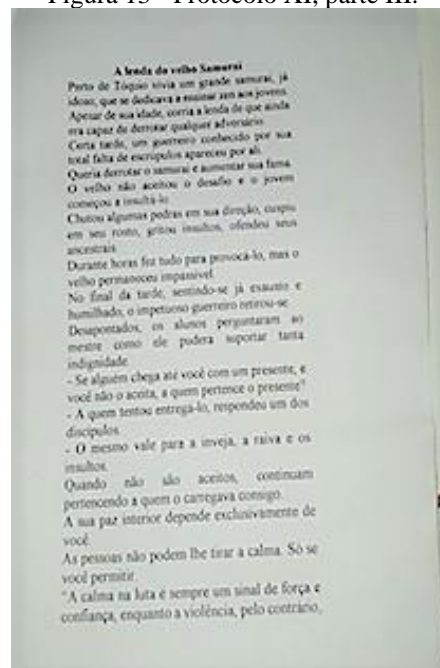 Figura 13 - Protocolo XI, parte III.
A lenda do velho Samurai
Perto de Tóquio vivia um grande samurai, já
idoso, que se dedicava a ensinar zen aos jovens.
Apesar de sua idade, corria a lenda de que ainda
era capaz de derrotar qualquer adversário.
Certa tarde, um guerreiro conhecido por sua
total falta de escrúpulos apareceu por ali.
Queria derrotar o samurai e aumentar sua fama.
O velho não aceitou o desafio e o jovem
começou a insultá-lo.
Chutou algumas pedras em sua direção, cuspiu
em seu rosto, gritou insultos, ofendeu seus
ancestrais.
Durante horas fez tudo para provocá-lo, mas o
velho permaneceu impassível.
No final da tarde, sentindo-se já exausto e
humilhado, o impetuoso guerreiro retirou-se.
Desapontados, os alunos perguntaram ao
mestre como ele pudera suportar tanta
indignidade.
- Se alguém chega até você com um presente, e
você não o aceita, a quem pertence o presente?
- A quem tentou entregá-lo, respondeu um dos
discípulos.
- O mesmo vale para a inveja, a raiva e os
insultos.
Quando não são aceitos, continuam
pertencendo a quem o carregava consigo.
A sua paz interior depende exclusivamente de
você.
As pessoas não podem lhe tirar a calma. Só se
você permitir.
"A calma na luta é sempre um sinal de força e
confiança, enquanto a violência, pelo contrário,